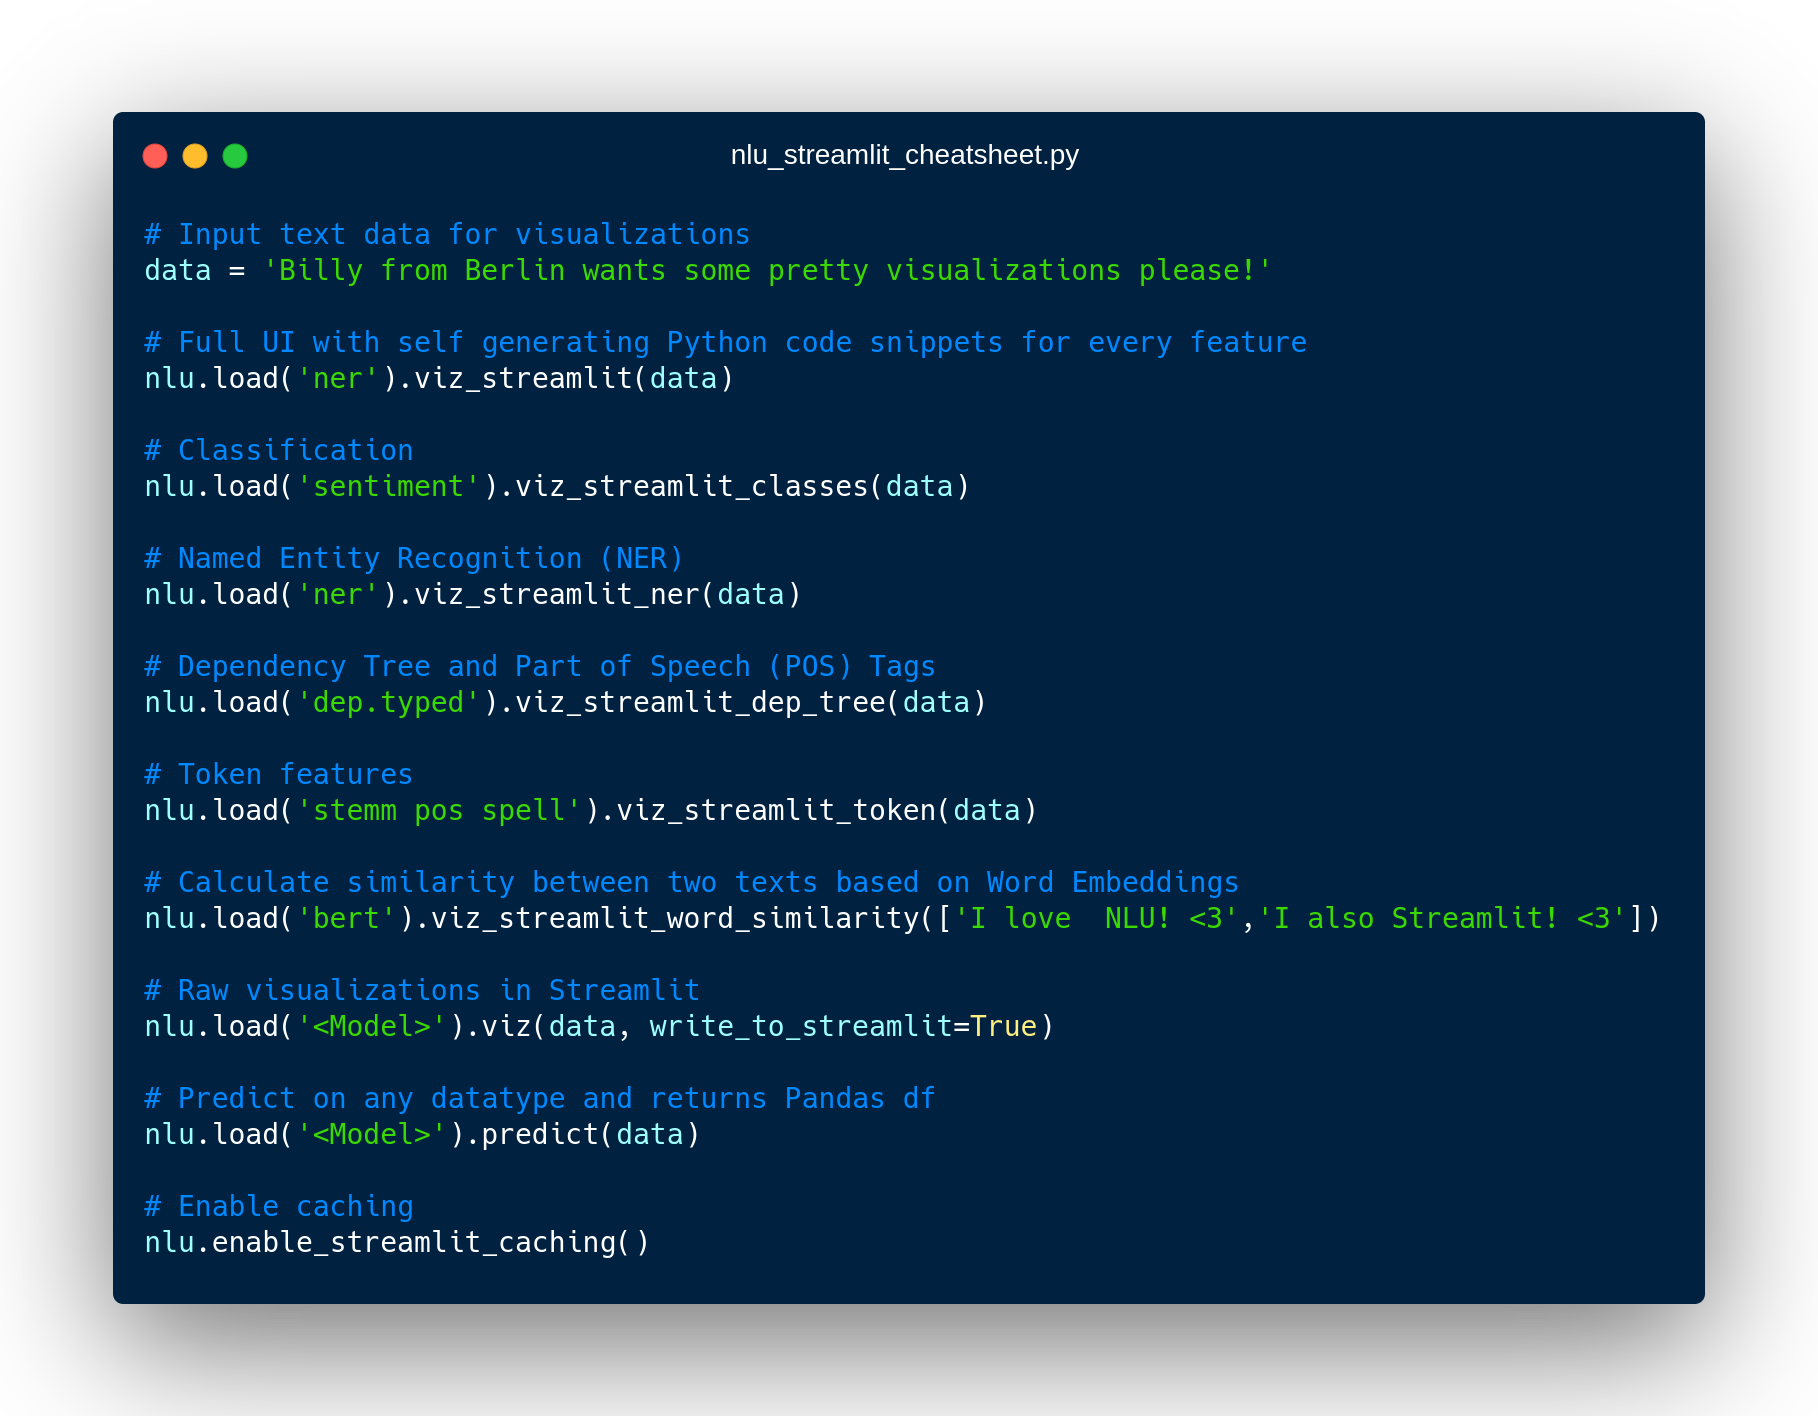 nlu_streamlit_cheatsheet.py
# Input text data for visualizations
data = 'Billy from Berlin wants some pretty visualizations please!'
# Full UI with self generating Python code snippets for every feature
nlu.load('ner').viz_streamlit(data)
# Classification
nlu.load('sentiment').viz_streamlit_classes(data)
# Named Entity Recognition (NER)
nlu.load('ner').viz_streamlit_ner(data)
# Dependency Tree and Part of Speech (POS) Tags
nlu.load('dep.typed').viz_streamlit_dep_tree(data)
# Token features
nlu.load('stemm pos spell').viz_streamlit_token(data)
# Calculate similarity between two texts based on Word Embeddings
nlu.load('bert').viz_streamlit_word_similarity(['I love  NLU! <3','I also Streamlit! <3'])
# Raw visualizations in Streamlit
nlu.load('<Model>').viz(data, write_to_streamlit=True)
# Predict on any datatype and returns Pandas df
nlu.load('<Model>').predict(data)
# Enable caching
nlu.enable_streamlit_caching()